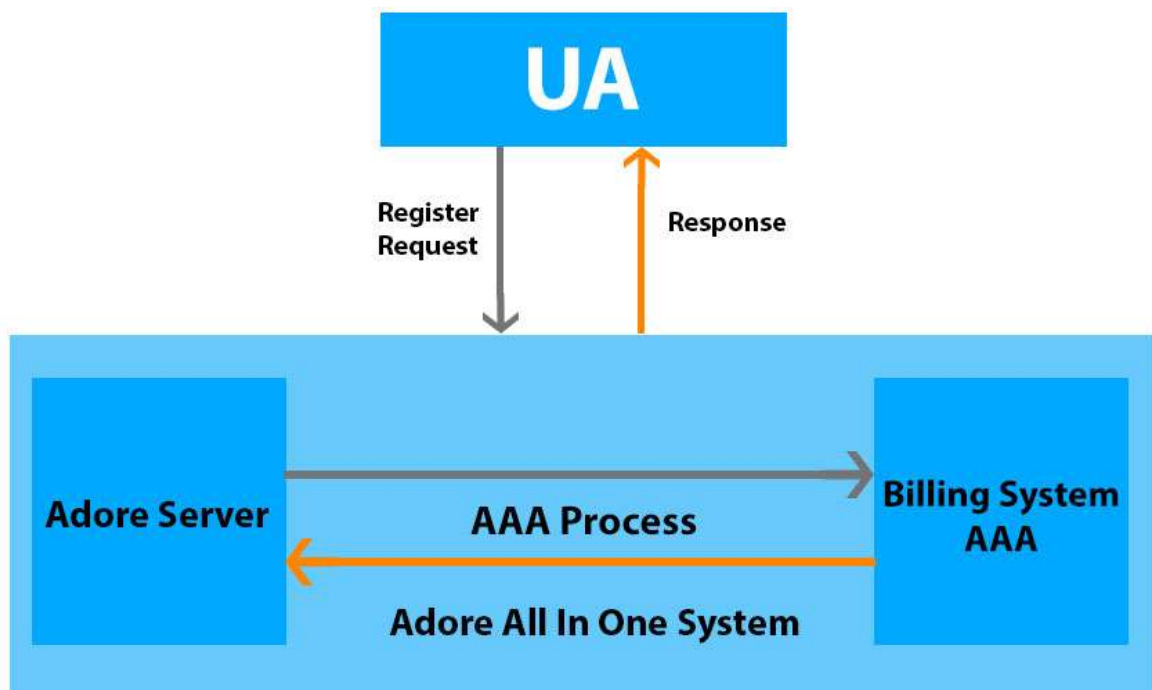 UA
Register
Request
Response
Adore Server
AAA Process
Billing System
AAA
Adore All In One System